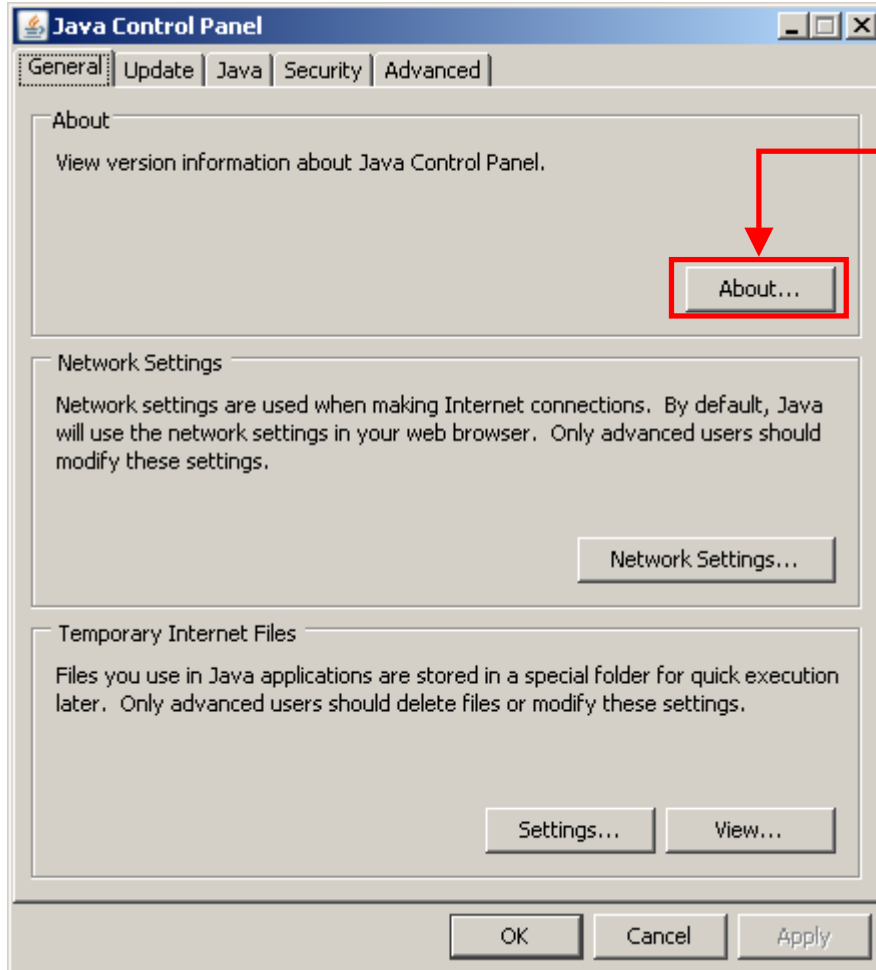 Java Control Panel
General Update Java Security Advanced
About
View version information about Java Control Panel.
About...
Network Settings
Network settings are used when making Internet connections. By default, Java
will use the network settings in your web browser. Only advanced users should
modify these settings.
Network Settings...
Temporary Internet Files
Files you use in Java applications are stored in a special folder for quick execution
later. Only advanced users should delete files or modify these settings.
Settings... View...
OK Cancel Apply